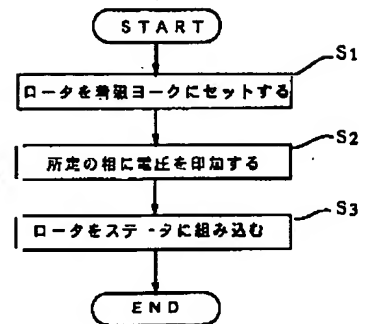 START
S1
ロータを着磁ヨークにセットする
S2
所定の相に電圧を印加する
S3
ロータをステータに組み込む
END